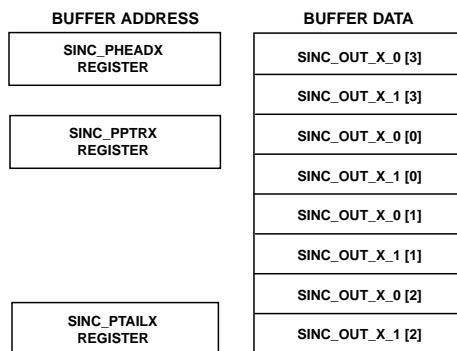 BUFFER ADDRESS
BUFFER DATA
SINC_PHEADX
REGISTER
SINC_OUT_X_0 [3]
SINC_OUT_X_1 [3]
SINC_PPTRX
REGISTER
SINC_OUT_X_0 [0]
SINC_OUT_X_1 [0]
SINC_OUT_X_0 [1]
SINC_OUT_X_1 [1]
SINC_OUT_X_0 [2]
SINC_PTAILX
REGISTER
SINC_OUT_X_1 [2]